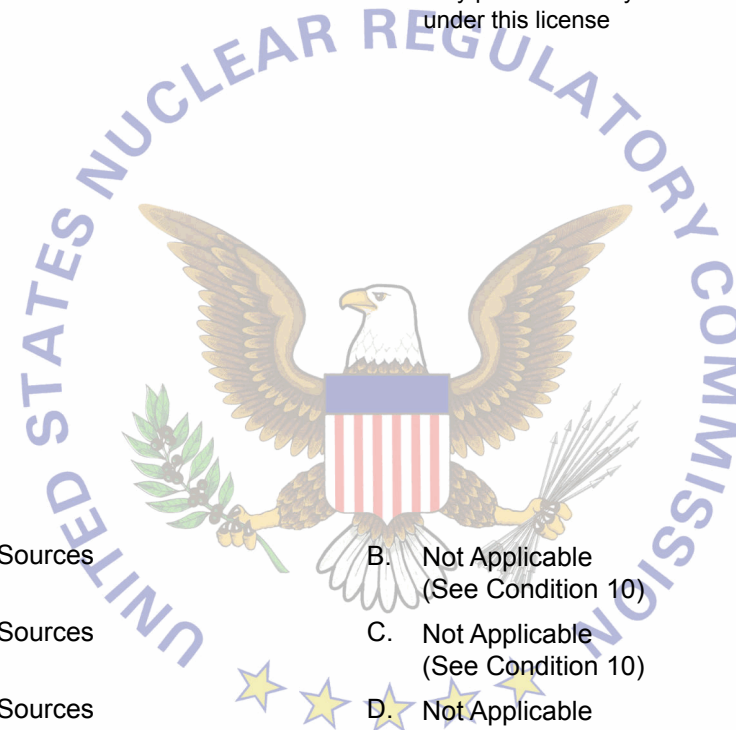 under this license
UNITED STATES NUCLEAR REGULATORY COMMISSION
Sources
B. Not Applicable
(See Condition 10)
Sources
C. Not Applicable
(See Condition 10)
Sources
D. Not Applicable